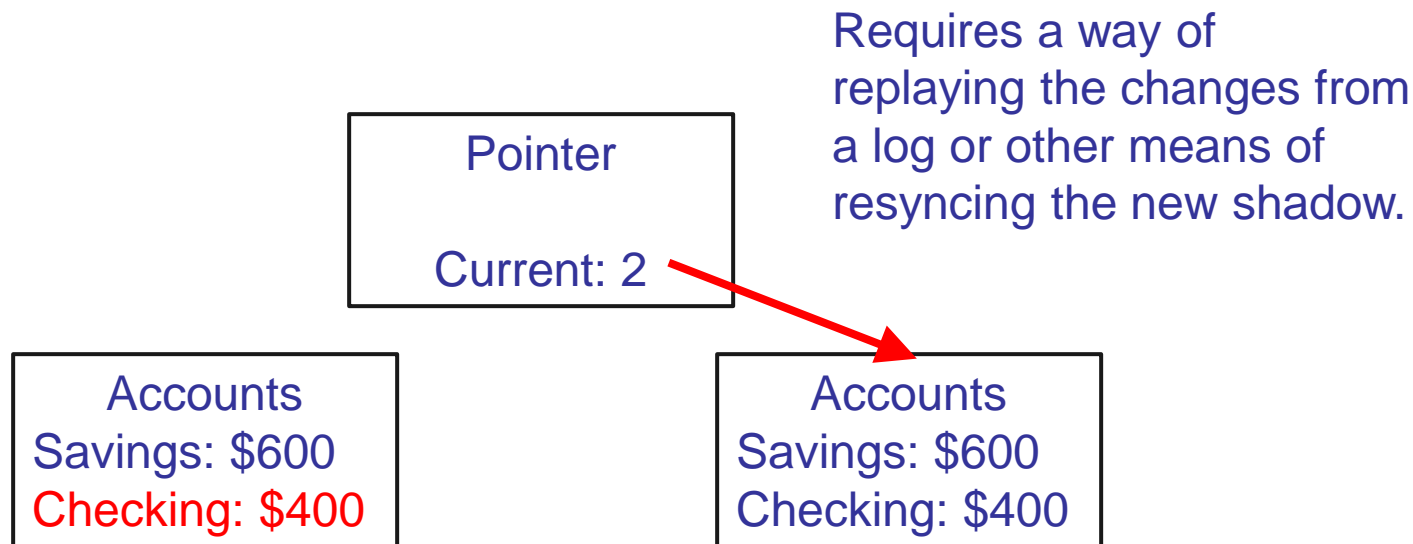 Requires a way of
replaying the changes from
a log or other means of
resyncing the new shadow.
Pointer
Current: 2
Accounts
Savings: $600
Checking: $400
Accounts
Savings: $600
Checking: $400